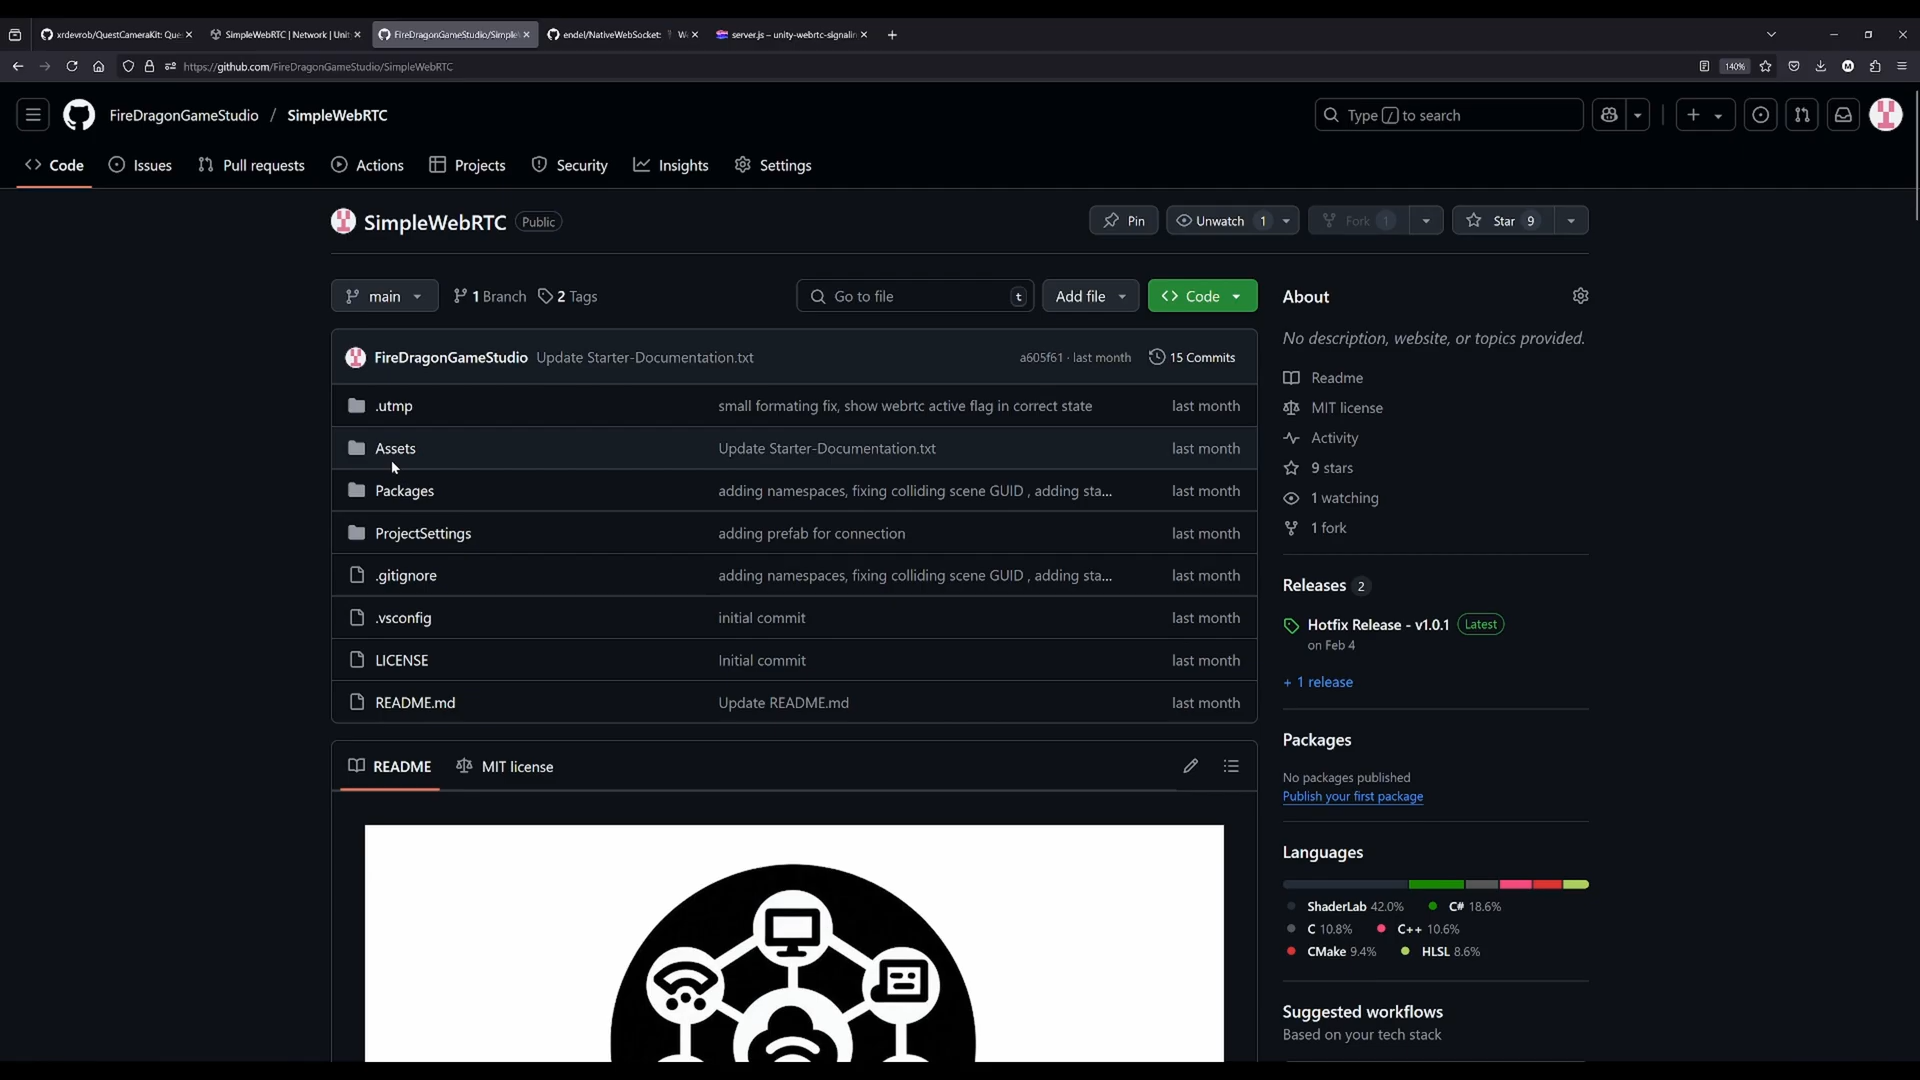 xrdevrob/QuestCameraKit: Que
SimpleWebRTC | Network | Unit
FireDragonGameStudio/Simple
endel/NativeWebSocket:
server.js – unity-webrtc-signalin
https://github.com/FireDragonGameStudio/SimpleWebRTC
140%
FireDragonGameStudio / SimpleWebRTC
Type / to search
Code
Issues
Pull requests
Actions
Projects
Security
Insights
Settings
SimpleWebRTC Public
Pin
Unwatch 1
Fork 1
Star 9
main
1 Branch
2 Tags
Go to file t
Add file
Code
FireDragonGameStudio Update Starter-Documentation.txt a605f61 · last month 15 Commits
.utmp small formating fix, show webrtc active flag in correct state last month
Assets Update Starter-Documentation.txt last month
Packages adding namespaces, fixing colliding scene GUID , adding sta... last month
ProjectSettings adding prefab for connection last month
.gitignore adding namespaces, fixing colliding scene GUID , adding sta... last month
.vsconfig initial commit last month
LICENSE Initial commit last month
README.md Update README.md last month
README
MIT license
About
No description, website, or topics provided.
Readme
MIT license
Activity
9 stars
1 watching
1 fork
Releases 2
Hotfix Release - v1.0.1 Latest
on Feb 4
+ 1 release
Packages
No packages published
Publish your first package
Languages
ShaderLab 42.0% C# 18.6%
C 10.8% C++ 10.6%
CMake 9.4% HLSL 8.6%
Suggested workflows
Based on your tech stack